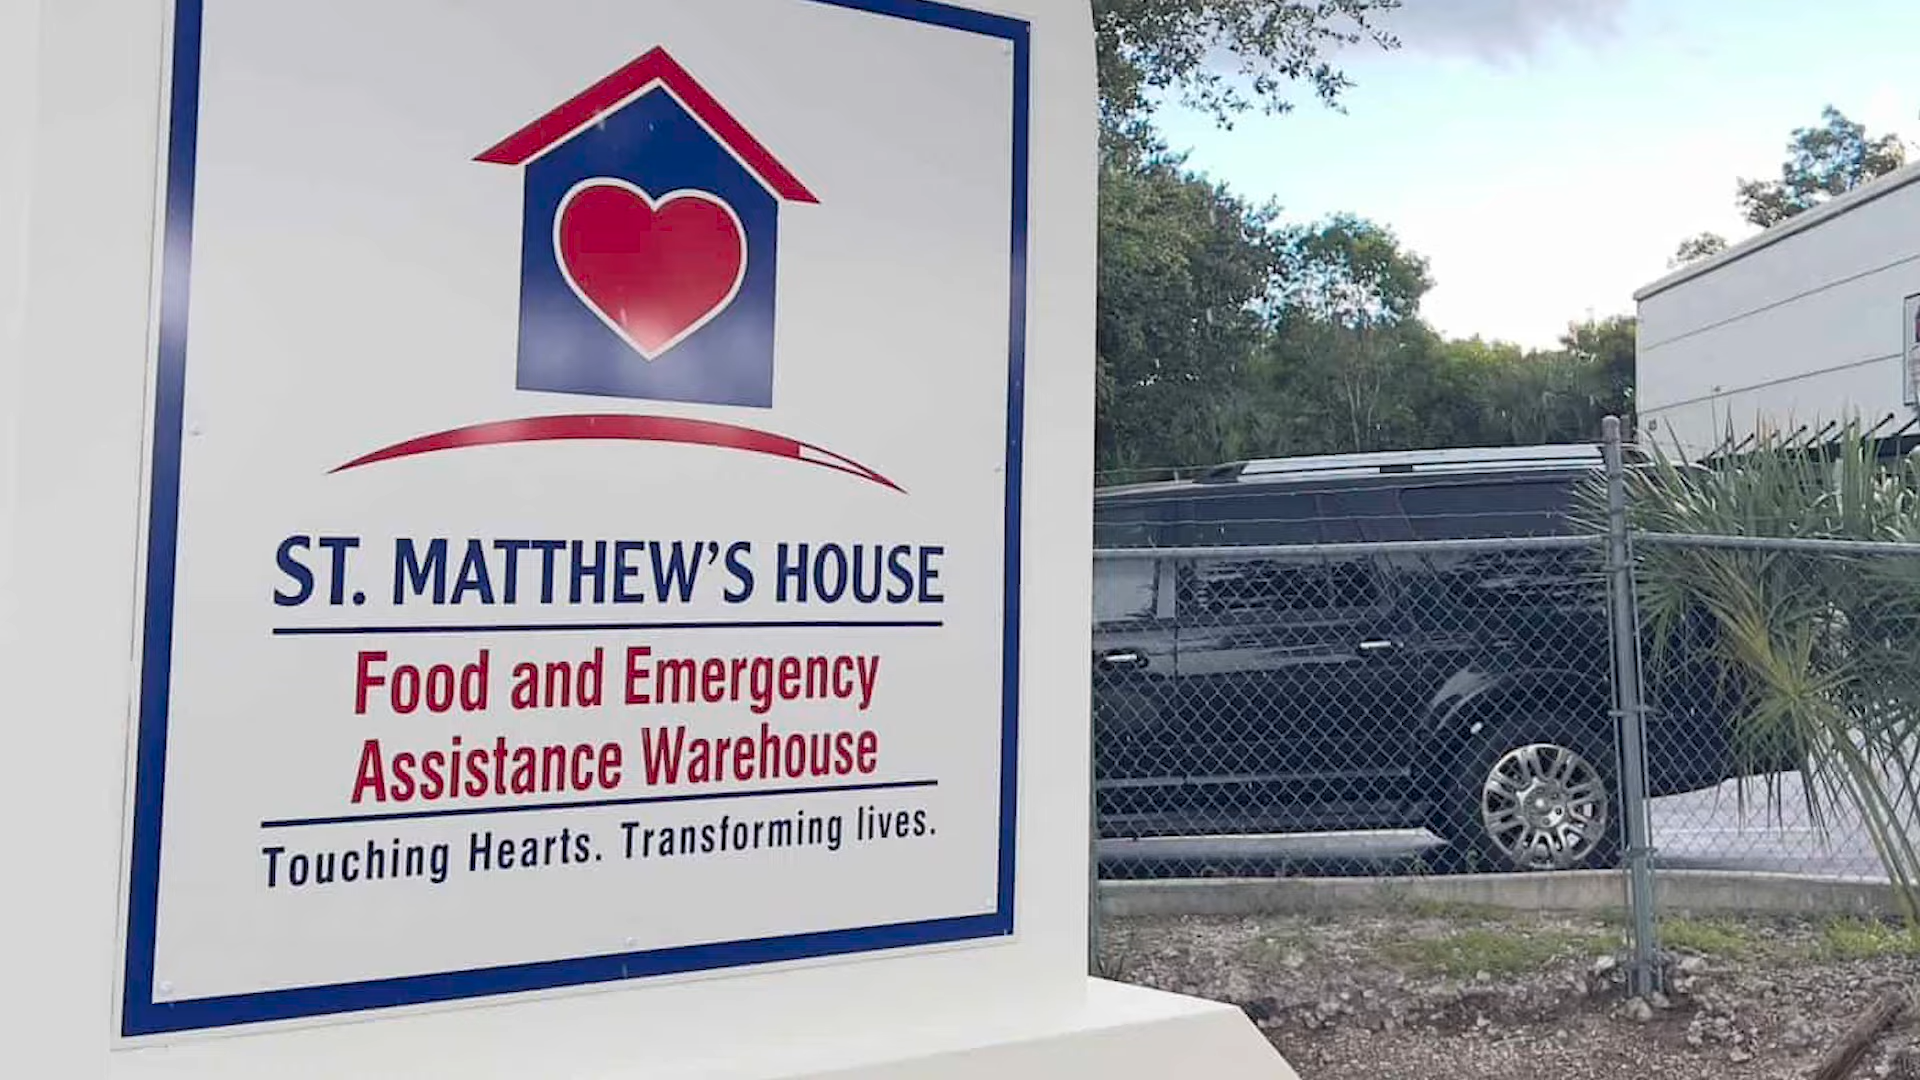 ST. MATTHEW'S HOUSE
Food and Emergency
Assistance Warehouse
Touching Hearts. Transforming lives.